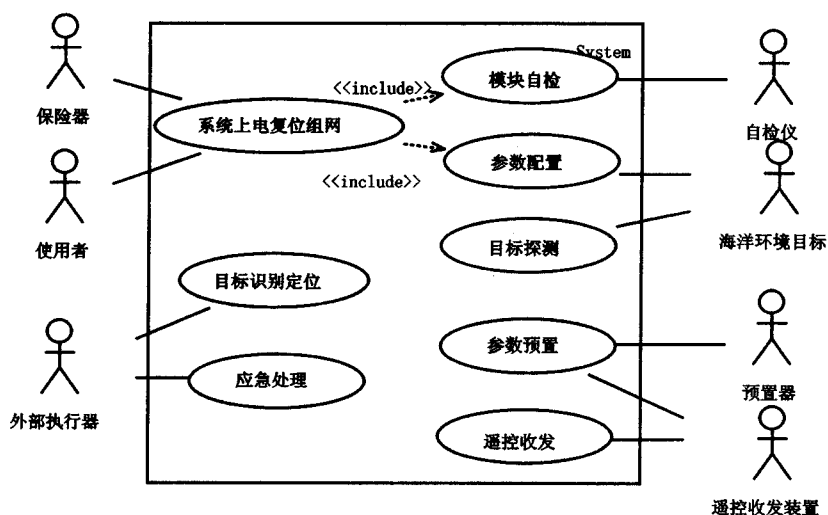 System
保险器
<<include>>
模块自检
系统上电复位组网
自检仪
<<include>>
参数配置
使用者
目标探测
海洋环境目标
目标识别定位
参数预置
应急处理
预置器
外部执行器
遥控收发
遥控收发装置